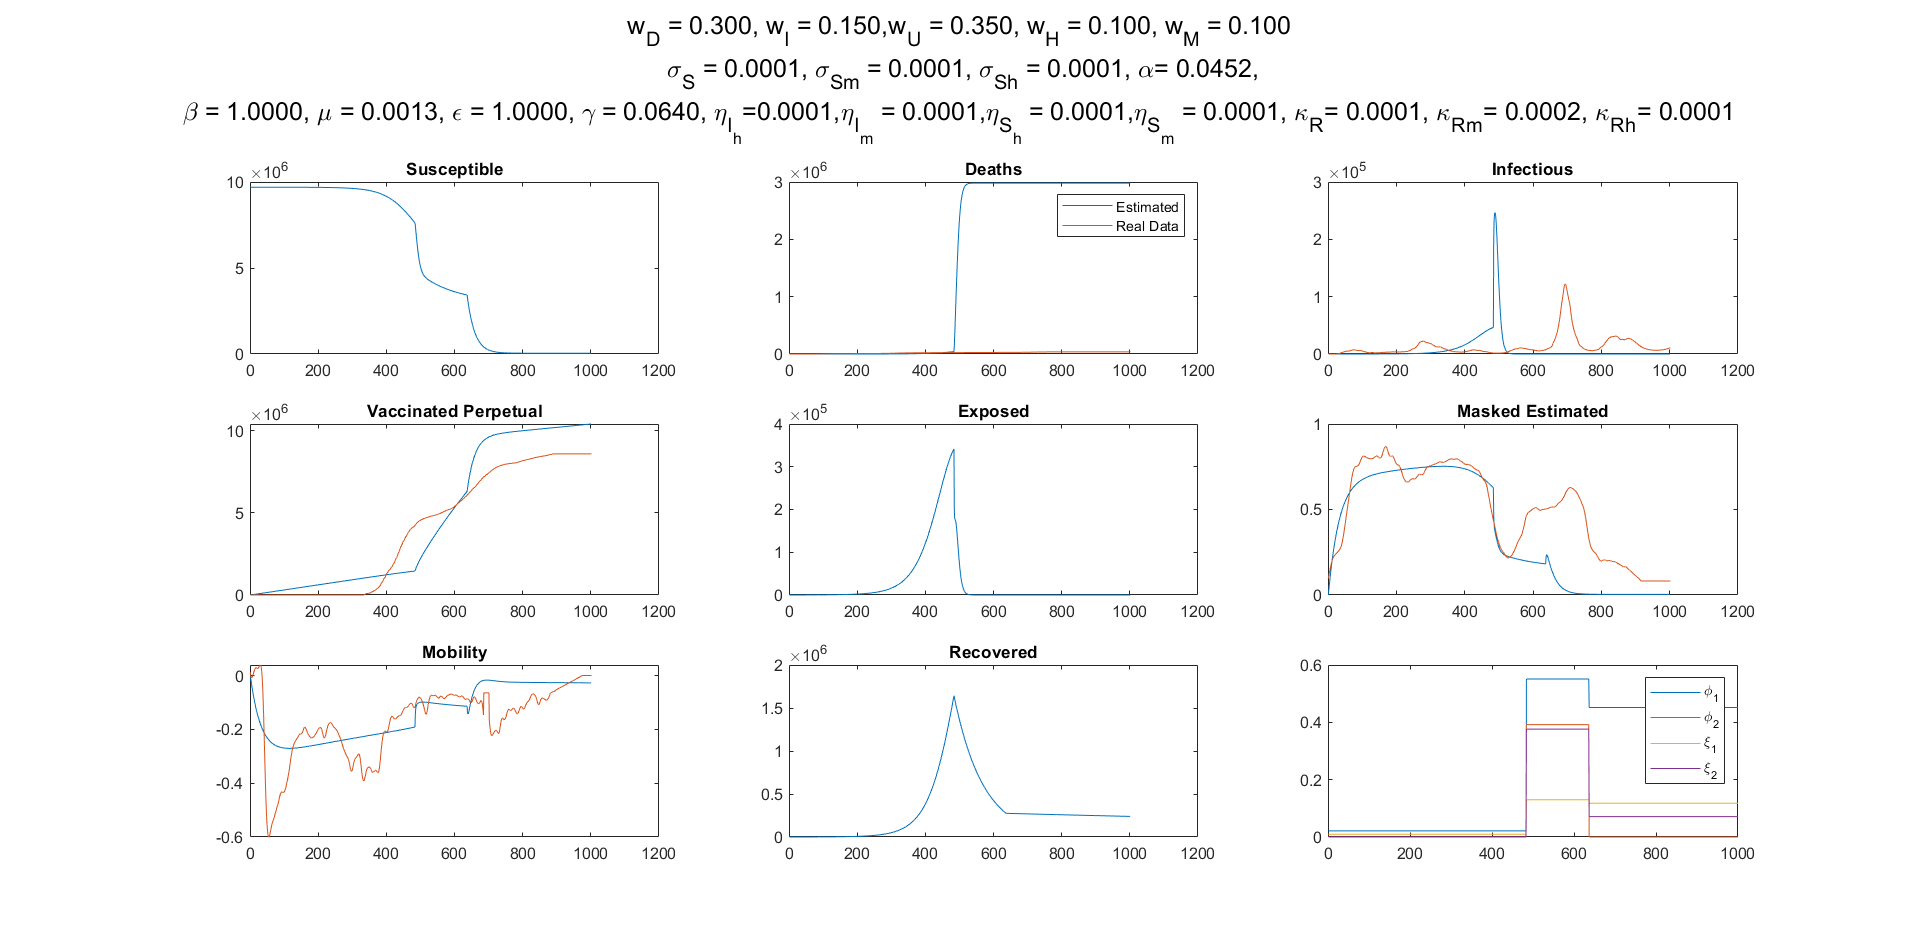 w_D = 0.300, w_I = 0.150,w_U = 0.350, w_H = 0.100, w_M = 0.100
σ_S = 0.0001, σ_Sm = 0.0001, σ_Sh = 0.0001, α= 0.0452,
β = 1.0000, μ = 0.0013, ϵ = 1.0000, γ = 0.0640, η_I_h =0.0001,η_I_m = 0.0001,η_S_h = 0.0001,η_S_m = 0.0001, κ_R= 0.0001, κ_Rm= 0.0002, κ_Rh= 0.0001
Susceptible
×10^6
10
5
0
0 200 400 600 800 1000 1200
Deaths
×10^6
3
2
1
0
0 200 400 600 800 1000 1200
Estimated
Real Data
Infectious
×10^5
3
2
1
0
0 200 400 600 800 1000 1200
Vaccinated Perpetual
×10^6
10
5
0
0 200 400 600 800 1000 1200
Exposed
×10^5
4
3
2
1
0
0 200 400 600 800 1000 1200
Masked Estimated
1
0.5
0
0 200 400 600 800 1000 1200
Mobility
0
-0.2
-0.4
-0.6
0 200 400 600 800 1000 1200
Recovered
×10^6
2
1.5
1
0.5
0
0 200 400 600 800 1000 1200
0.6
0.4
0.2
0
0 200 400 600 800 1000
ϕ_1
ϕ_2
ξ_1
ξ_2